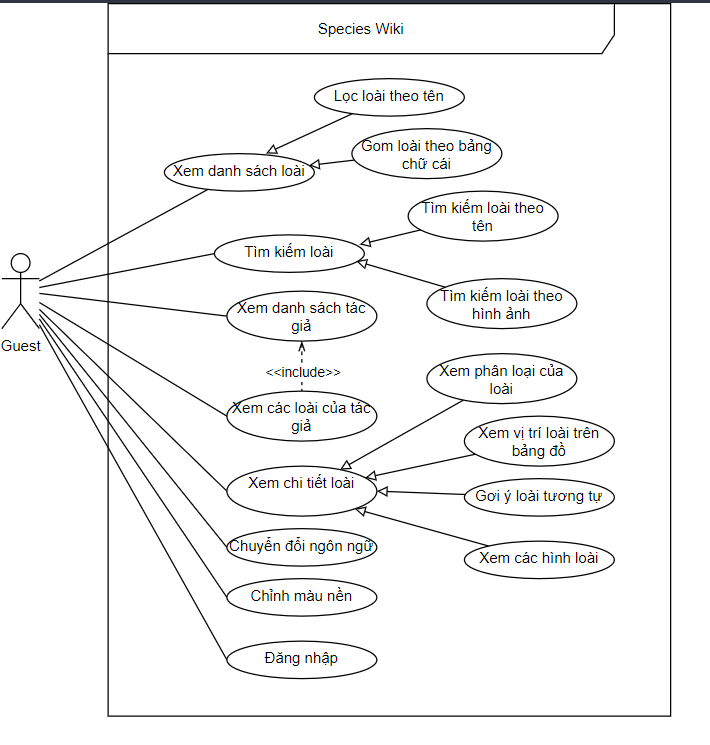 Species Wiki
Lọc loài theo tên
Gom loài theo bảng
chữ cái
Xem danh sách loài
Tìm kiếm loài theo
tên
Tìm kiếm loài
Tìm kiếm loài theo
hình ảnh
Xem danh sách tác
giả
Guest
<<include>>
Xem phân loại của
loài
Xem các loài của tác
giả
Xem vị trí loài trên
bảng đồ
Xem chi tiết loài
Gơi ý loài tương tự
Chuyển đổi ngôn ngữ
Xem các hình loài
Chỉnh màu nền
Đăng nhập